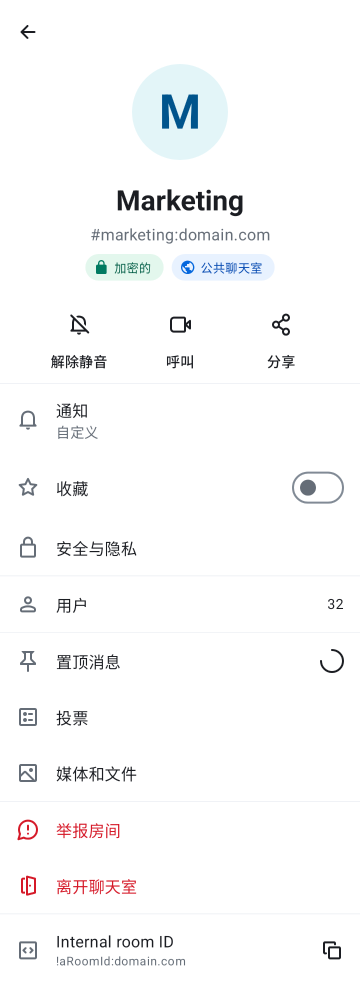 M
Marketing
#marketing:domain.com
加密的 公共聊天室
解除静音 呼叫 分享
通知
自定义
收藏
安全与隐私
用户 32
置顶消息
投票
媒体和文件
举报房间
离开聊天室
Internal room ID
!aRoomId:domain.com